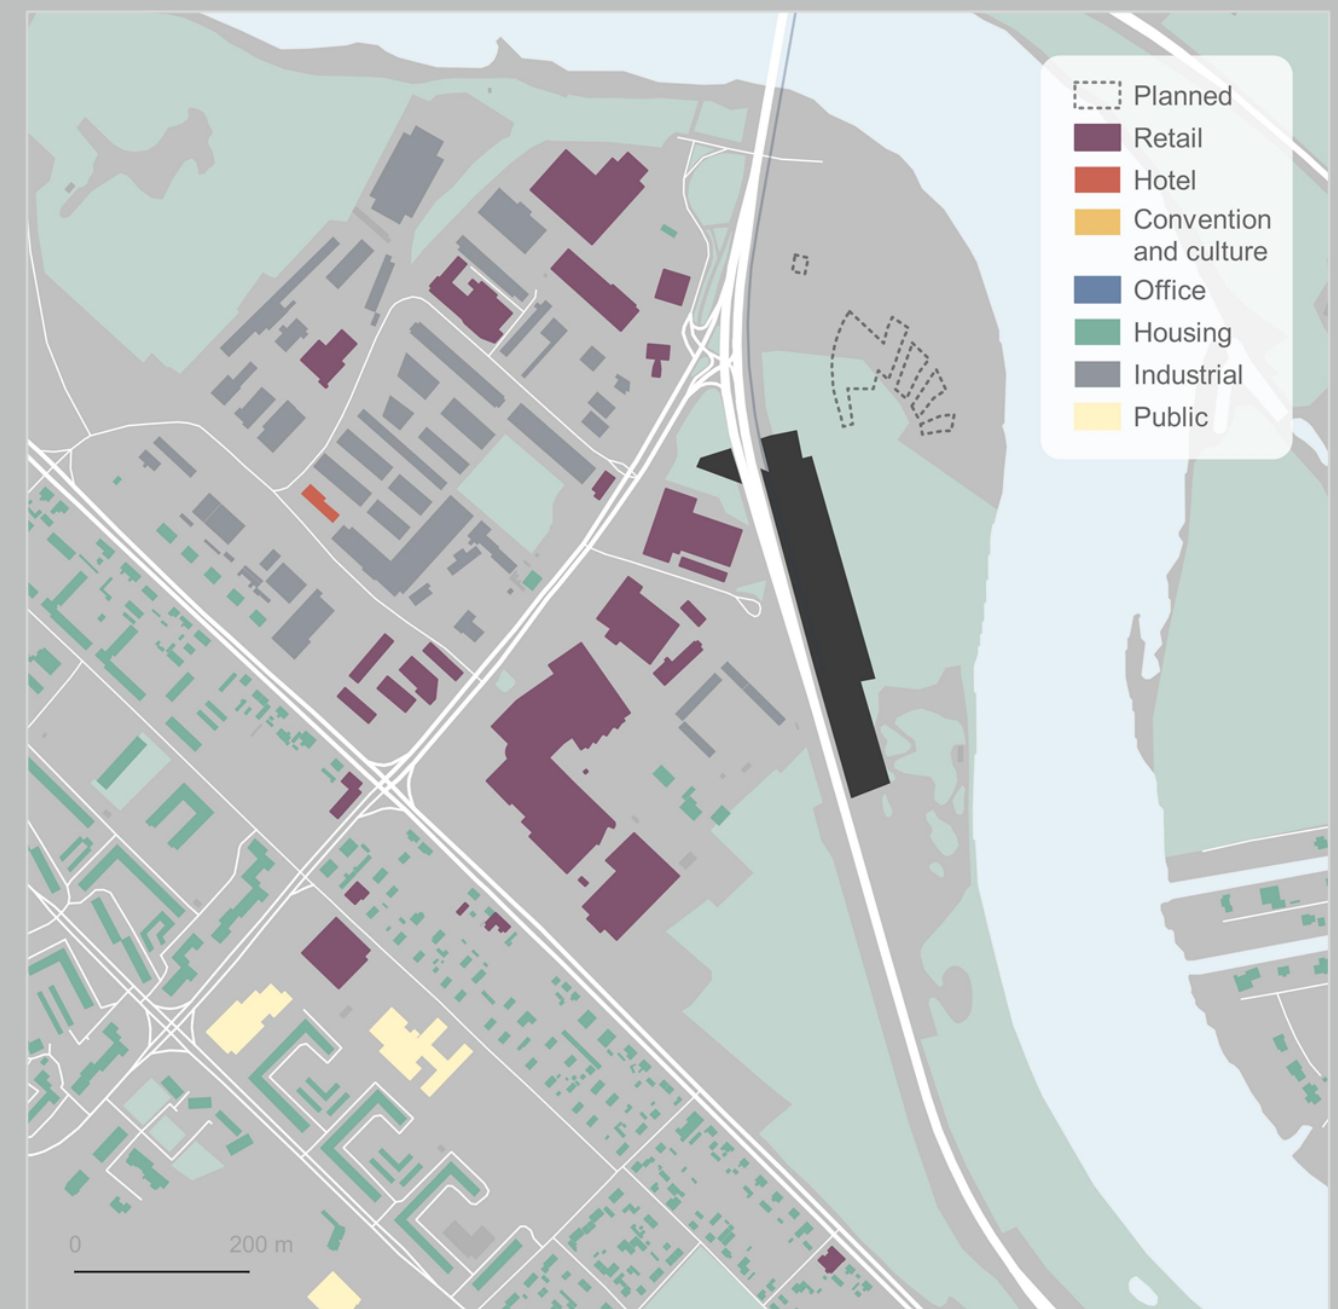 Planned
Retail
Hotel
Convention
and culture
Office
Housing
Industrial
Public
0 200 m